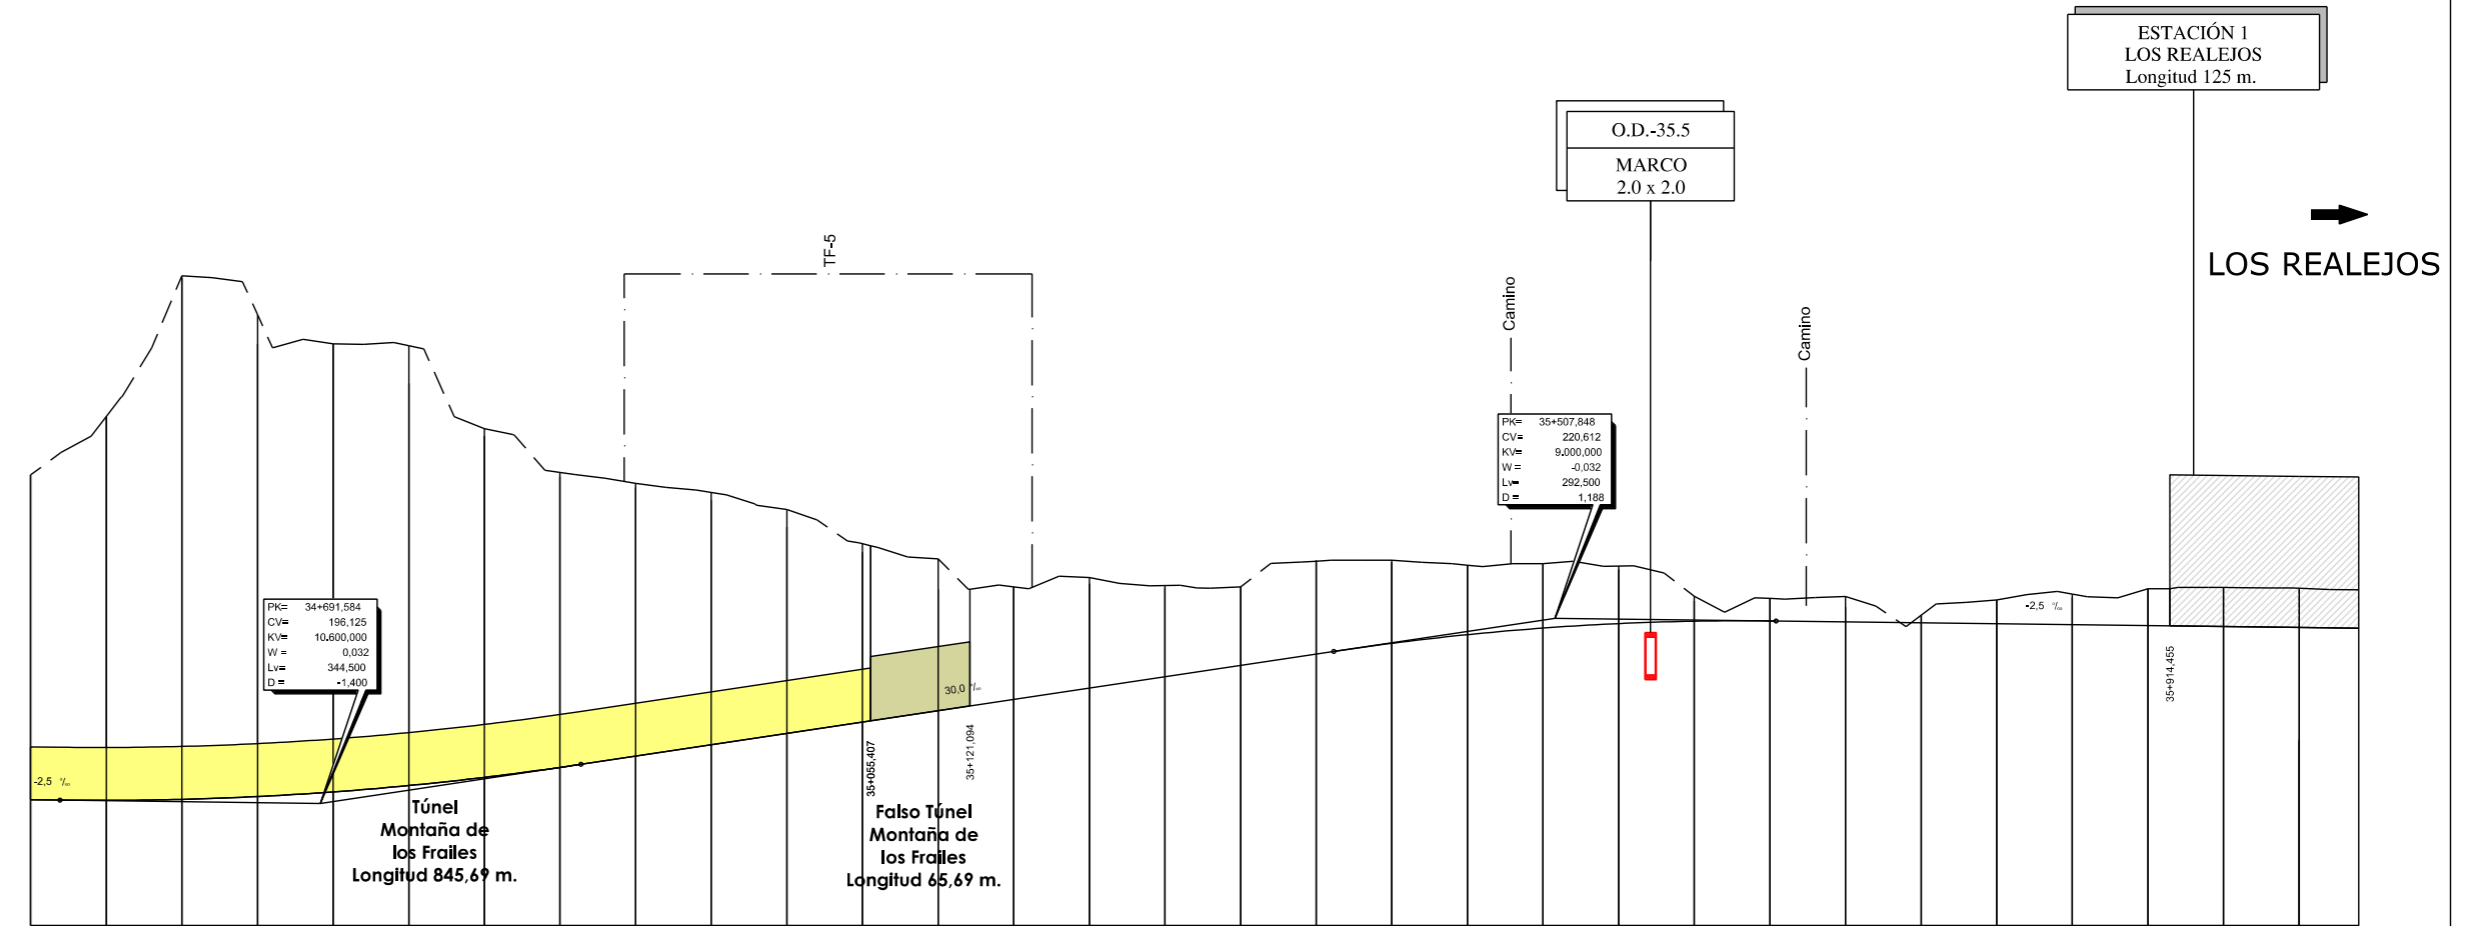 ESTACIÓN 1
LOS REALEJOS
Longitud 125 m.
O.D.-35.5
MARCO
2.0 x 2.0
LOS REALEJOS
TF-5
Camino
Camino
PK= 35+507,848
CV= 220,612
KV= 9.000,000
W = -0,032
Lv= 292,500
D = 1,188
PK= 34+691,584
CV= 196,125
KV= 10.600,000
W = 0,032
Lv= 344,500
D = -1,400
-2,5 °/oo
30,0 °/oo
-2,5 °/oo
35+055,407
35+121,094
35+914,455
Túnel
Montaña de
los Frailes
Longitud 845,69 m.
Falso Túnel
Montaña de
los Frailes
Longitud 65,69 m.